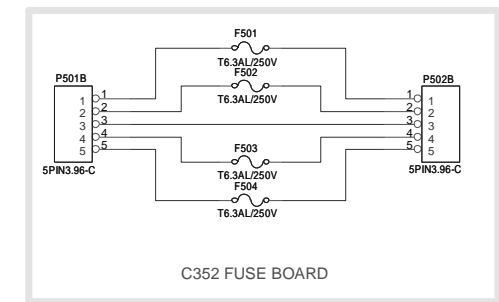 F501
T6.3AL/250V
P501B
F502
P502B
T6.3AL/250V
1 1 1 1
2 2 2 2
3 3 3 3
4 4 4 4
5 5 5 5
F503
5PIN3.96-C
5PIN3.96-C
T6.3AL/250V
F504
T6.3AL/250V
C352 FUSE BOARD